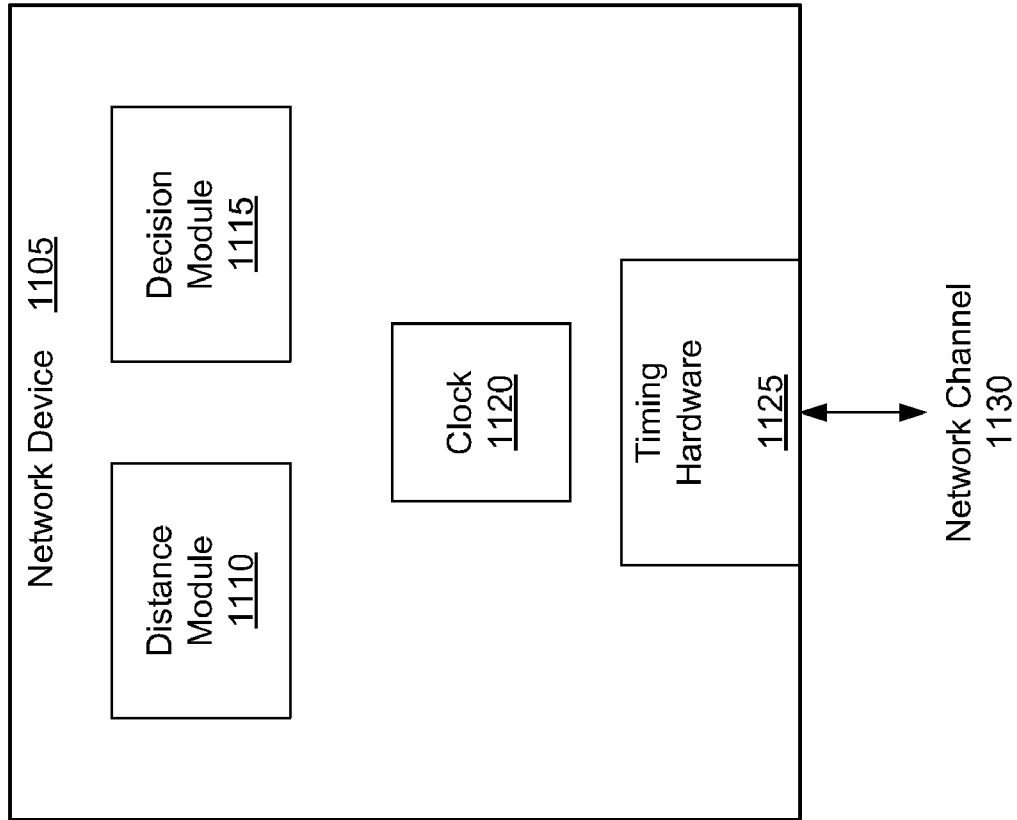 Network Device 1105
Distance
Module
1110
Decision
Module
1115
Clock
1120
Timing
Hardware
1125
Network Channel
1130